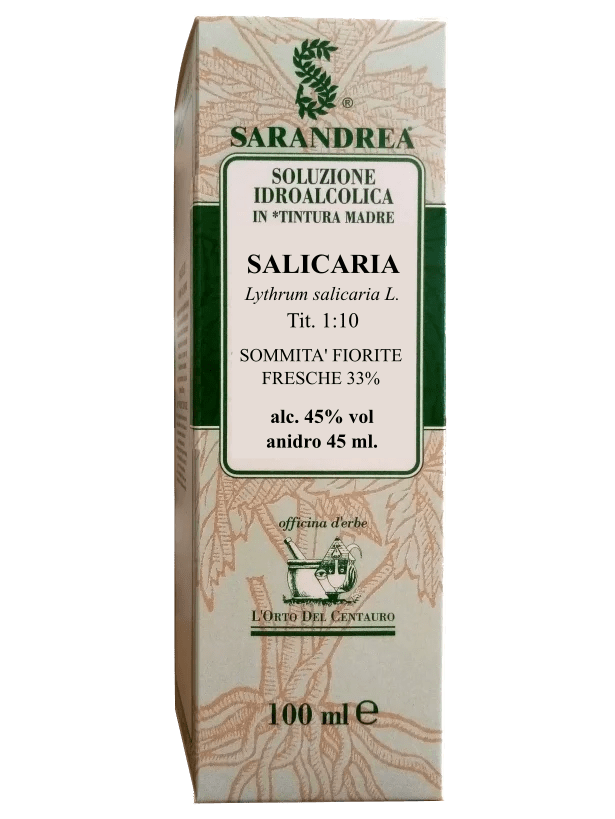 ®
SARANDREA
SOLUZIONE
IDROALCOLICA
IN *TINTURA MADRE
SALICARIA
Lythrum salicaria L.
Tit. 1:10
SOMMITA' FIORITE
FRESCHE 33%
alc. 45% vol
anidro 45 ml.
officina d'erbe
L'ORTO DEL CENTAURO
100 ml ℮